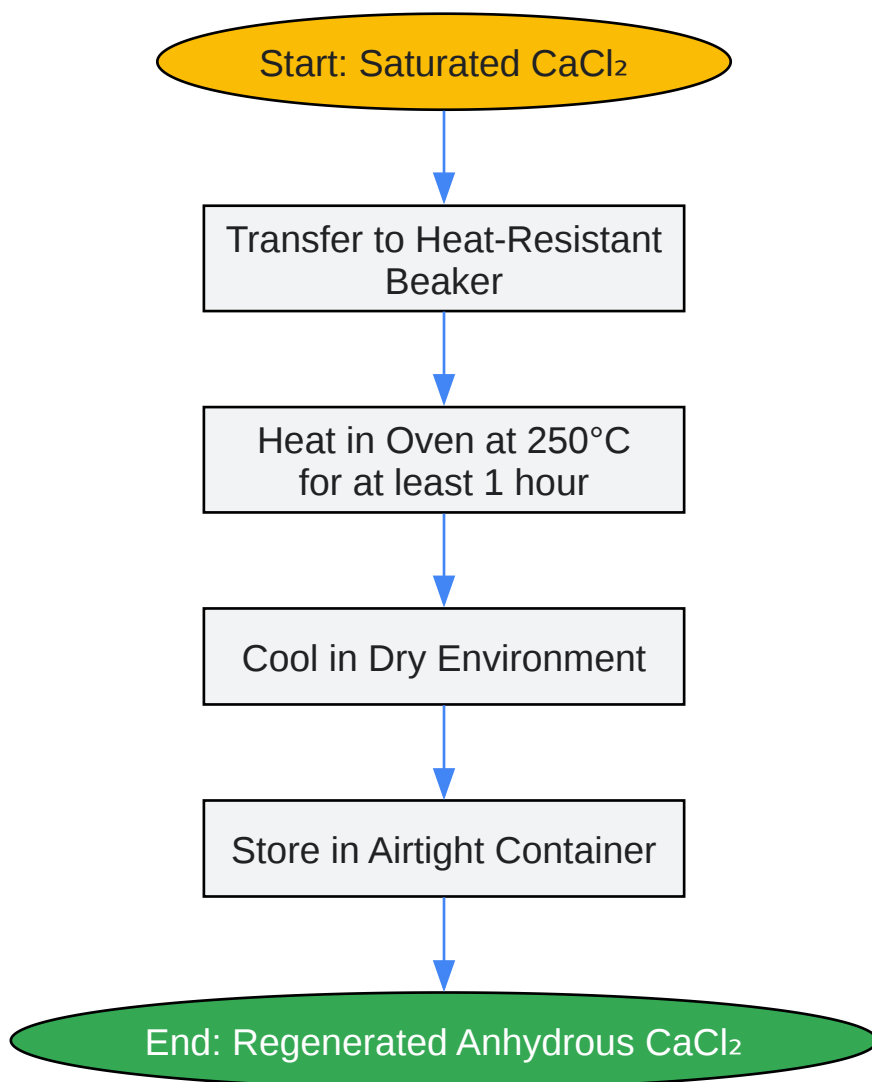 Start: Saturated CaCl₂
Transfer to Heat-Resistant
Beaker
Heat in Oven at 250°C
for at least 1 hour
Cool in Dry Environment
Store in Airtight Container
End: Regenerated Anhydrous CaCl₂